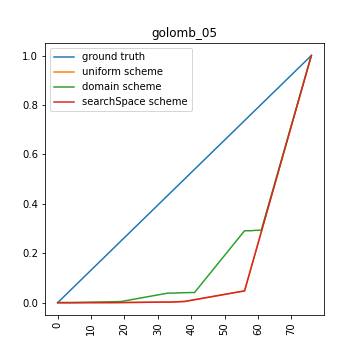 golomb_05
ground truth
uniform scheme
domain scheme
searchSpace scheme
1.0
0.8
0.6
0.4
0.2
0.0
0 10 20 30 40 50 60 70